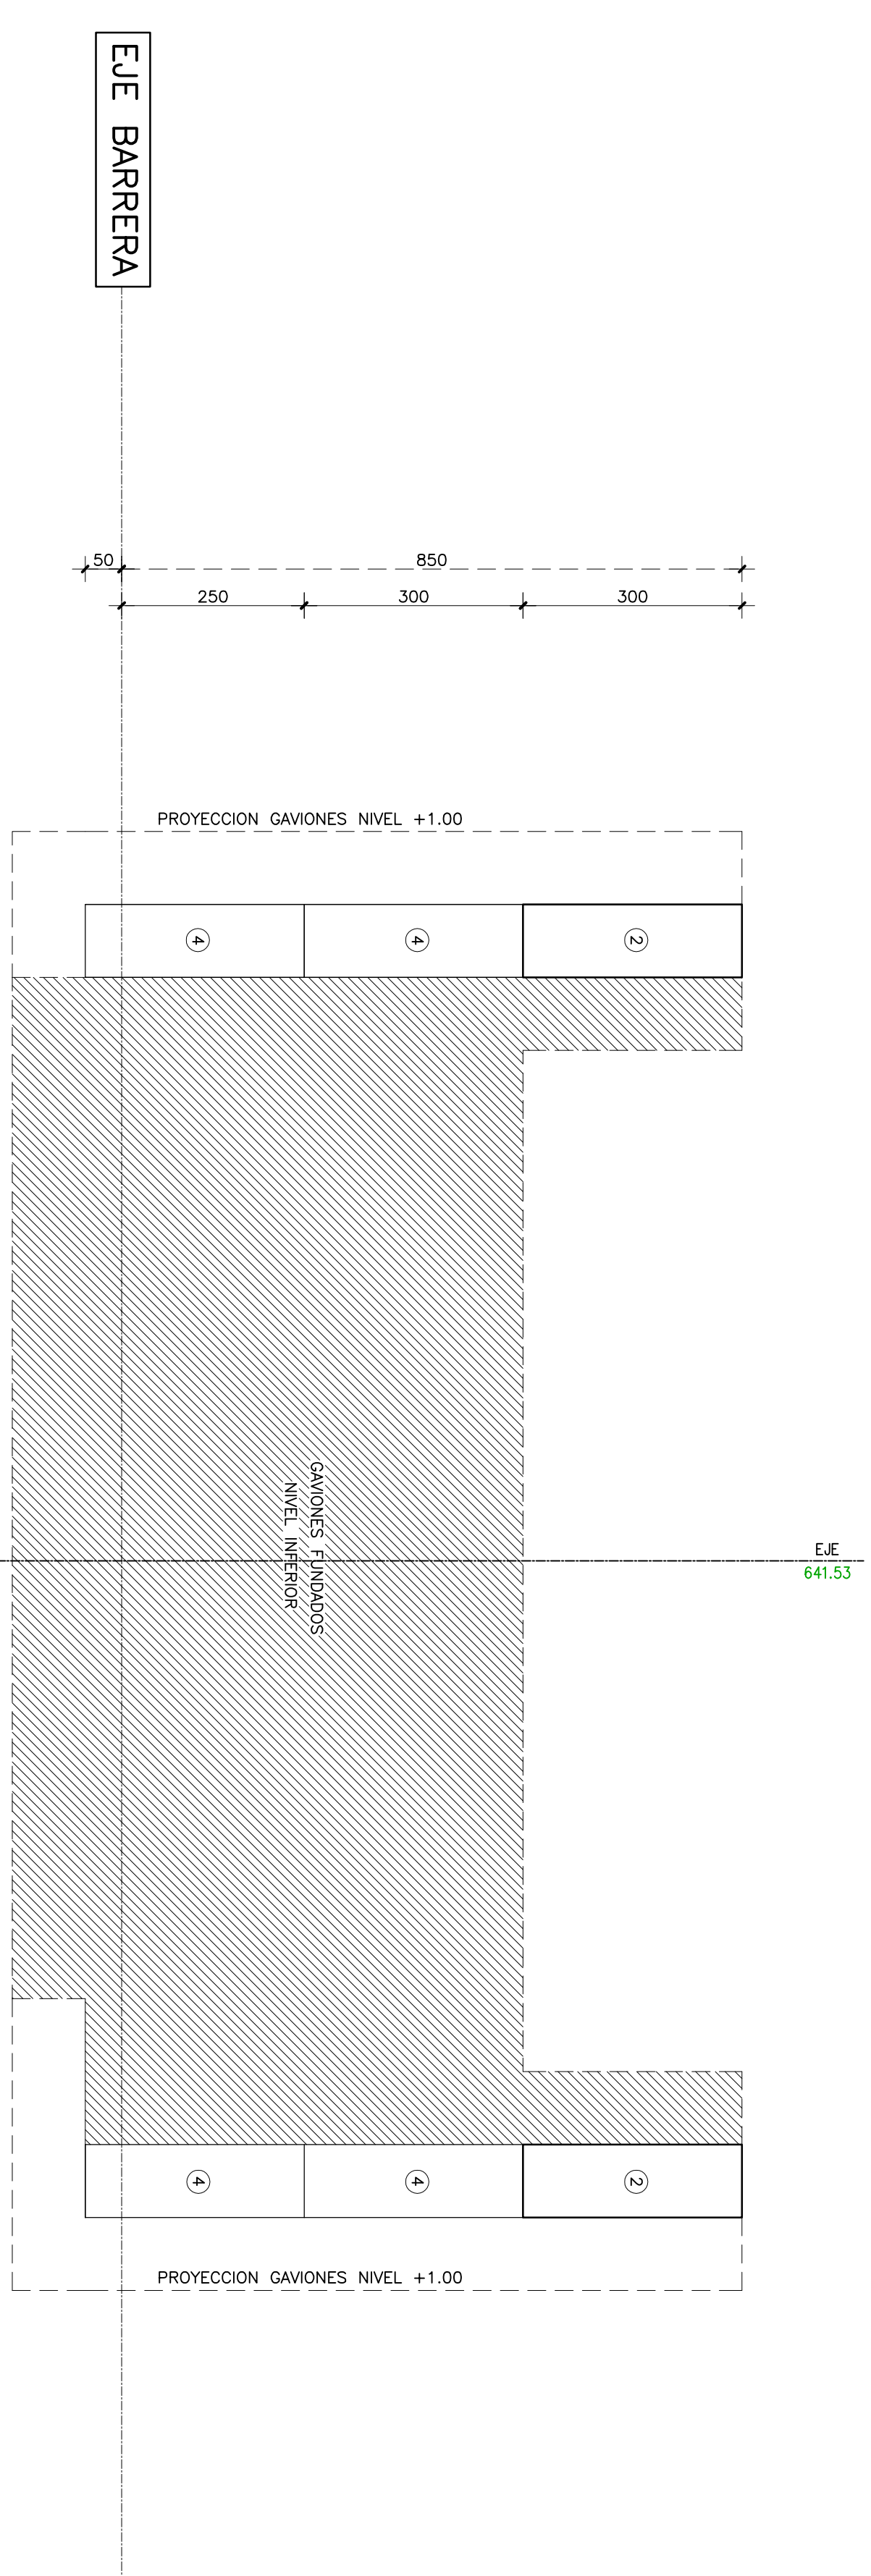 EJE BARRERA
50
850
250
300
300
PROYECCION GAVIONES NIVEL +1.00
4
4
2
GAVIONES FUNDADOS
NIVEL INFERIOR
EJE
641.53
4
4
2
PROYECCION GAVIONES NIVEL +1.00